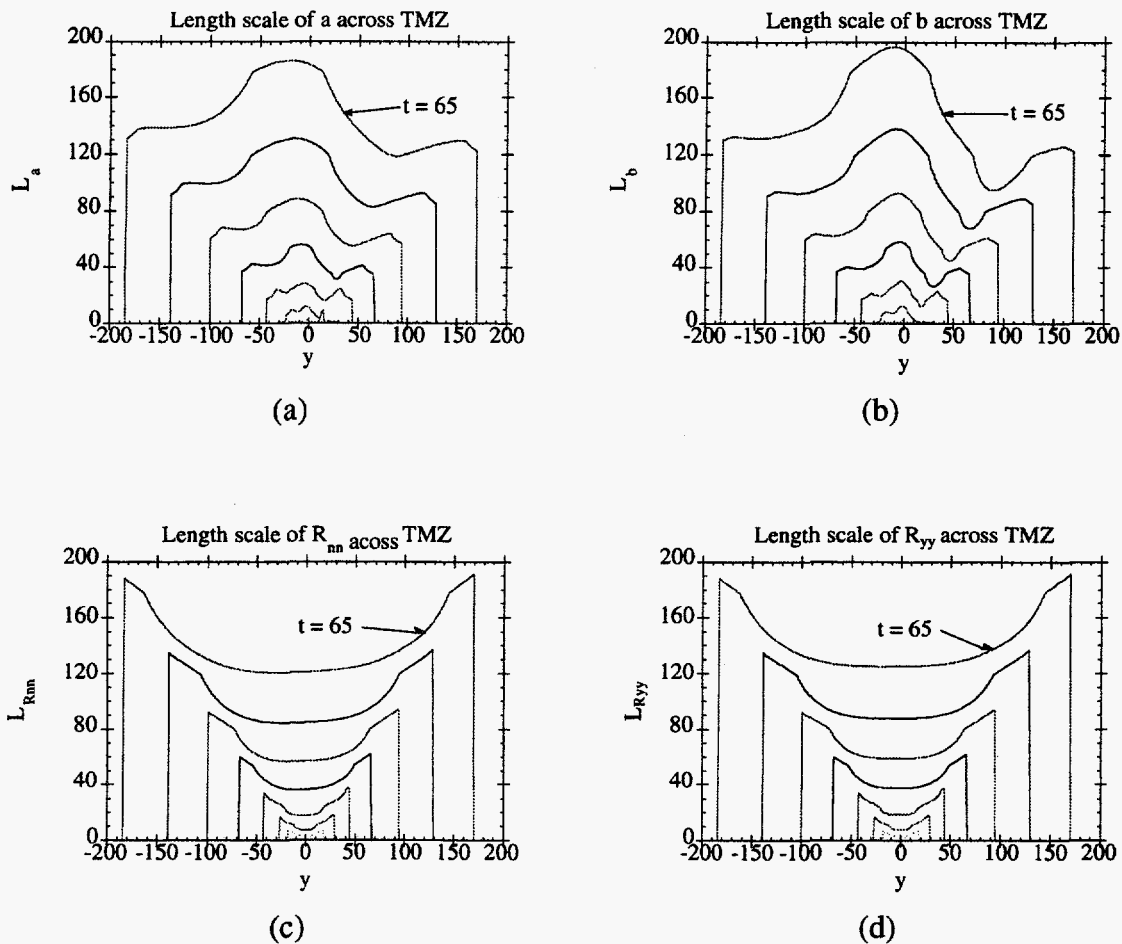 Length scale of a across TMZ
200
160
120
80
40
0
L_a
t = 65
-200 -150 -100 -50 0 50 100 150 200
y
(a)
Length scale of b across TMZ
200
160
120
80
40
0
L_b
t = 65
-200 -150 -100 -50 0 50 100 150 200
y
(b)
Length scale of R_nn acoss TMZ
200
160
120
80
40
0
L_Rnn
t = 65
-200 -150 -100 -50 0 50 100 150 200
y
(c)
Length scale of R_yy across TMZ
200
160
120
80
40
0
L_Ryy
t = 65
-200 -150 -100 -50 0 50 100 150 200
y
(d)